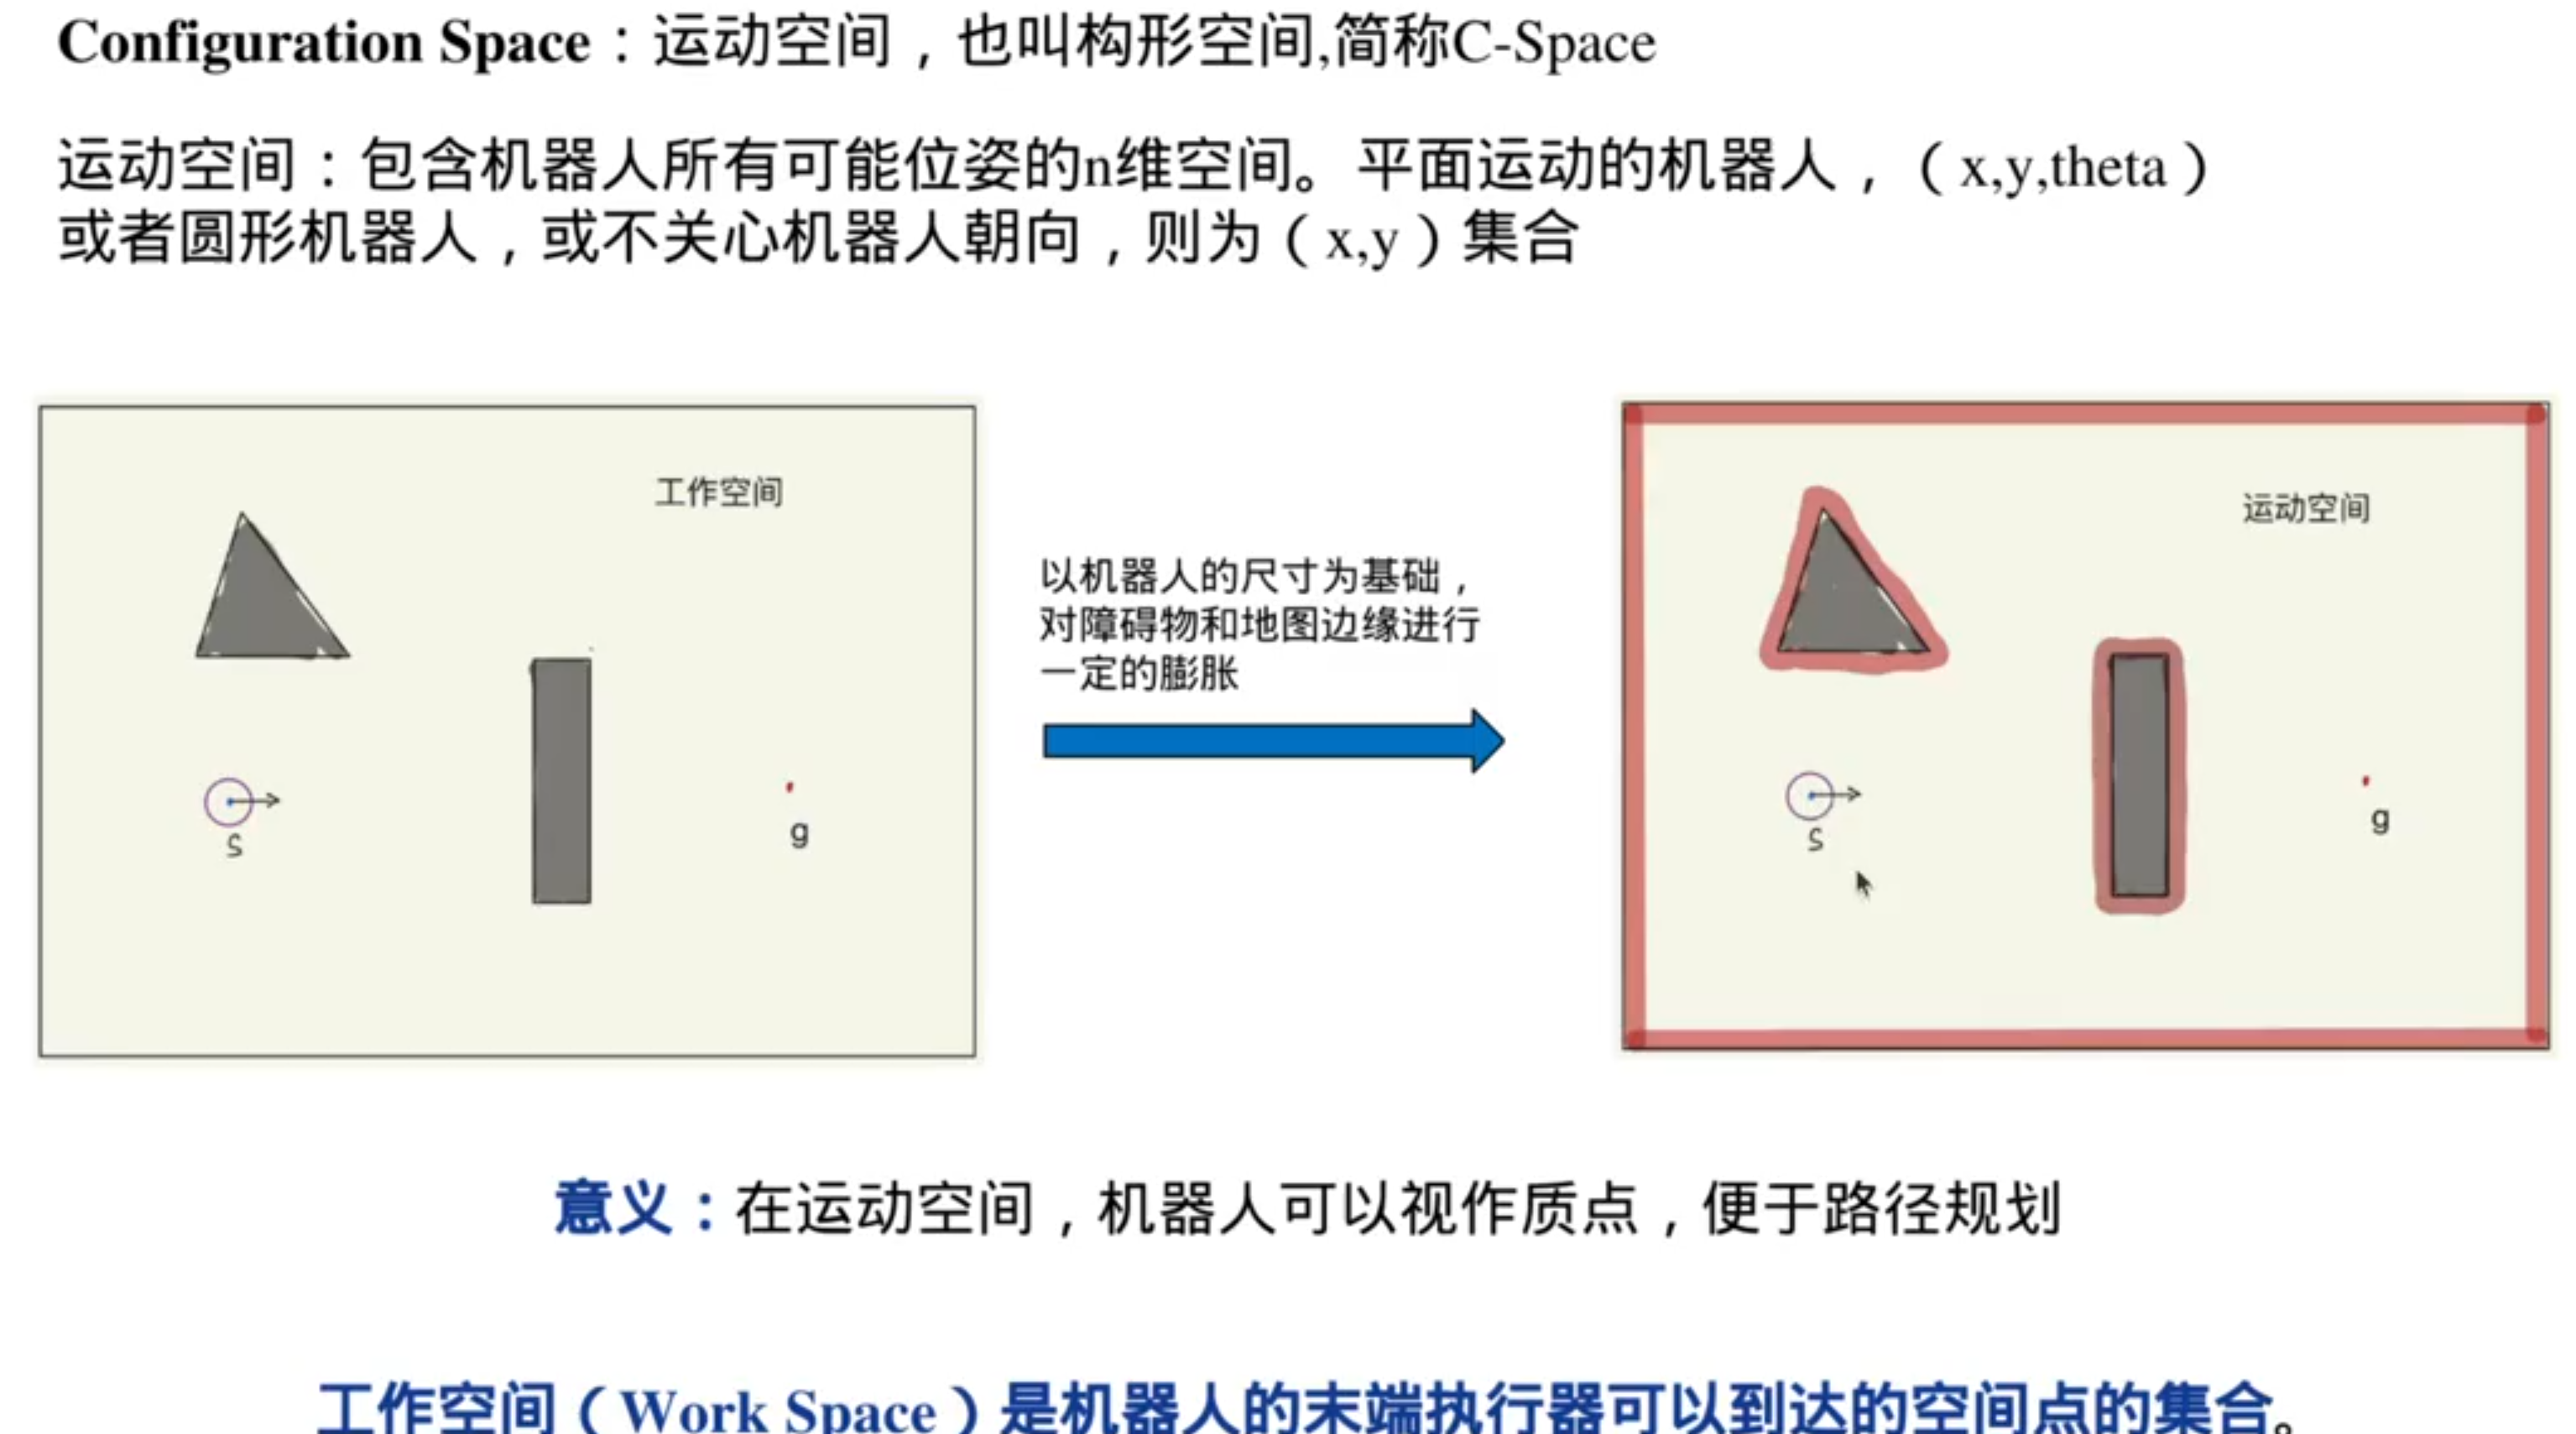 Configuration Space：运动空间，也叫构形空间,简称C-Space
运动空间：包含机器人所有可能位姿的n维空间。平面运动的机器人，（x,y,theta）
或者圆形机器人，或不关心机器人朝向，则为（x,y）集合
工作空间
S
g
以机器人的尺寸为基础，
对障碍物和地图边缘进行
一定的膨胀
运动空间
S
g
意义：在运动空间，机器人可以视作质点，便于路径规划
工作空间（Work Space）是机器人的末端执行器可以到达的空间点的集合。